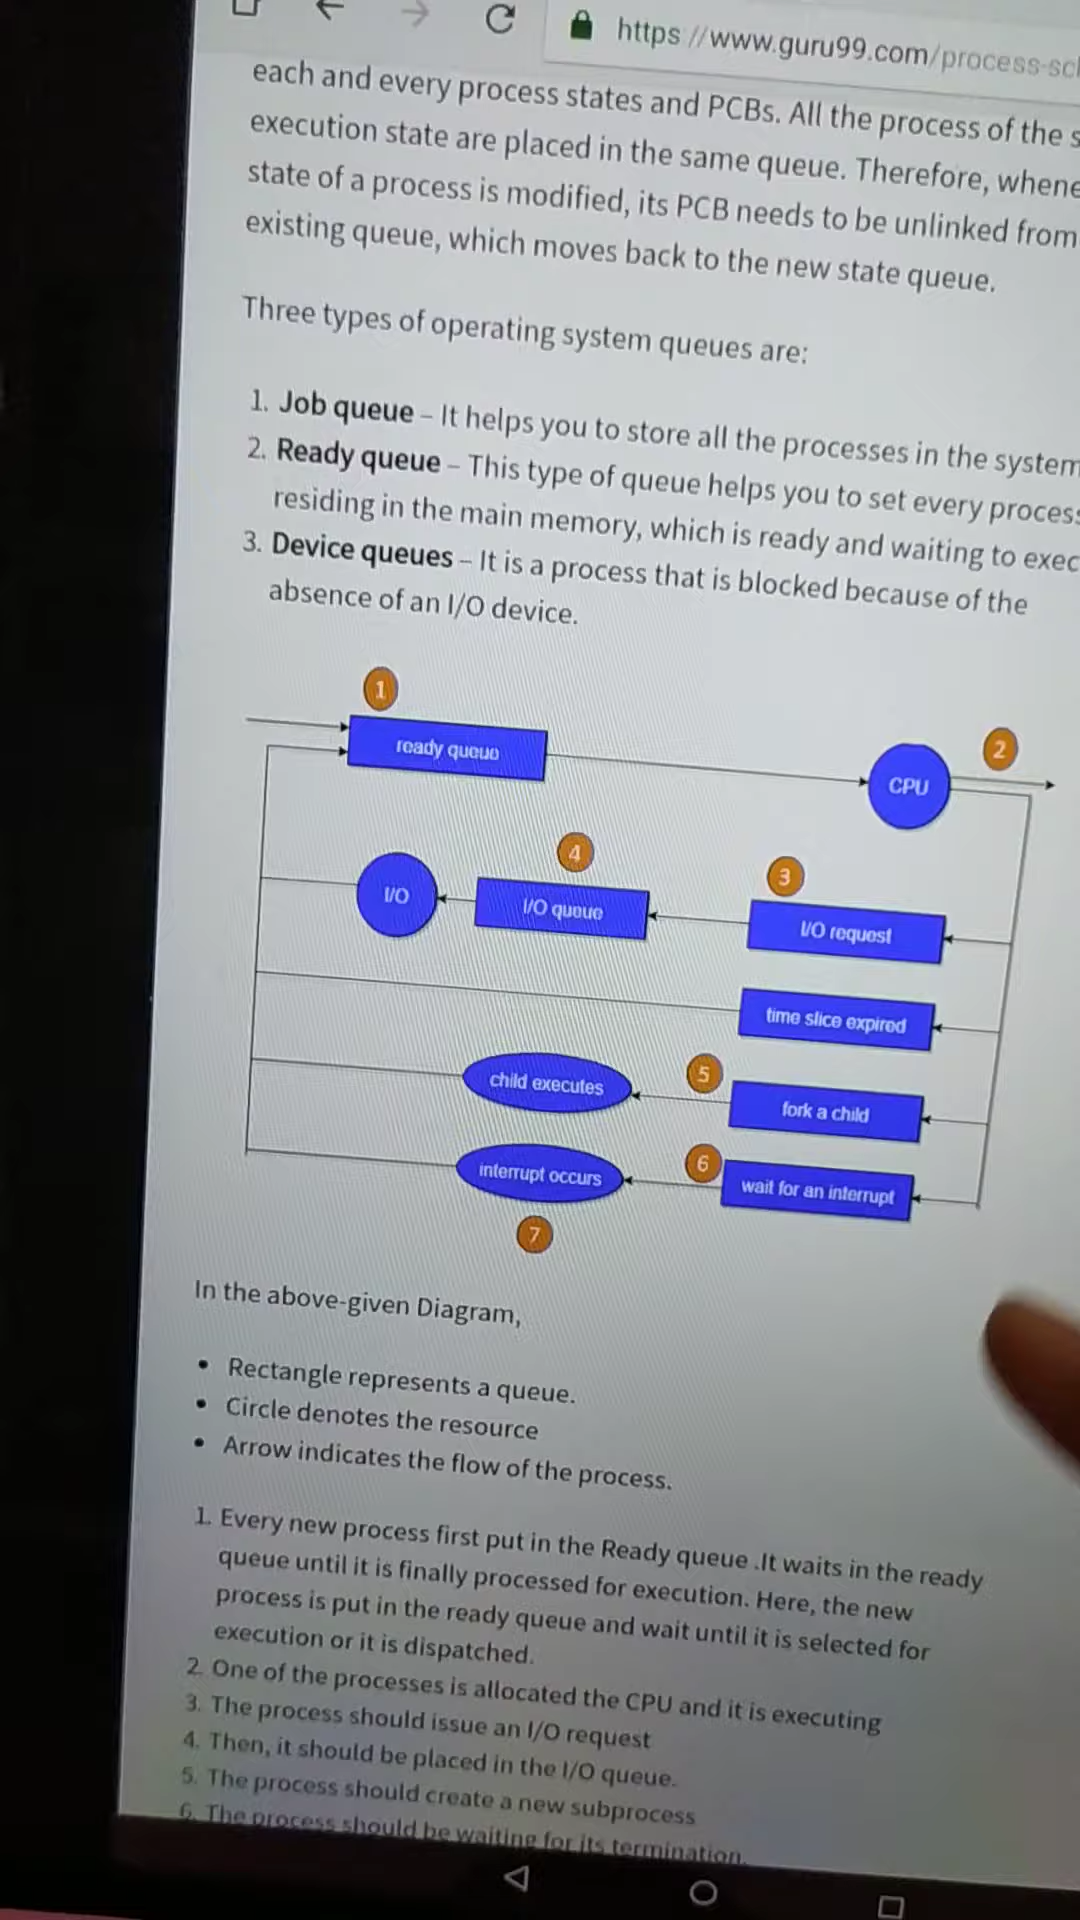 https://www.guru99.com/process-sc
each and every process states and PCBs. All the process of the s
execution state are placed in the same queue. Therefore, whene
state of a process is modified, its PCB needs to be unlinked from
existing queue, which moves back to the new state queue.
Three types of operating system queues are:
1. Job queue – It helps you to store all the processes in the system
2. Ready queue – This type of queue helps you to set every process
residing in the main memory, which is ready and waiting to exec
3. Device queues – It is a process that is blocked because of the
absence of an I/O device.
1
ready queue
2
CPU
4
3
I/O
I/O queue
I/O request
time slice expired
5
child executes
fork a child
6
interrupt occurs
wait for an interrupt
7
In the above-given Diagram,
• Rectangle represents a queue.
• Circle denotes the resource
• Arrow indicates the flow of the process.
1. Every new process first put in the Ready queue .It waits in the ready
queue until it is finally processed for execution. Here, the new
process is put in the ready queue and wait until it is selected for
execution or it is dispatched.
2. One of the processes is allocated the CPU and it is executing
3. The process should issue an I/O request
4. Then, it should be placed in the I/O queue.
5. The process should create a new subprocess
6. The process should be waiting for its termination.